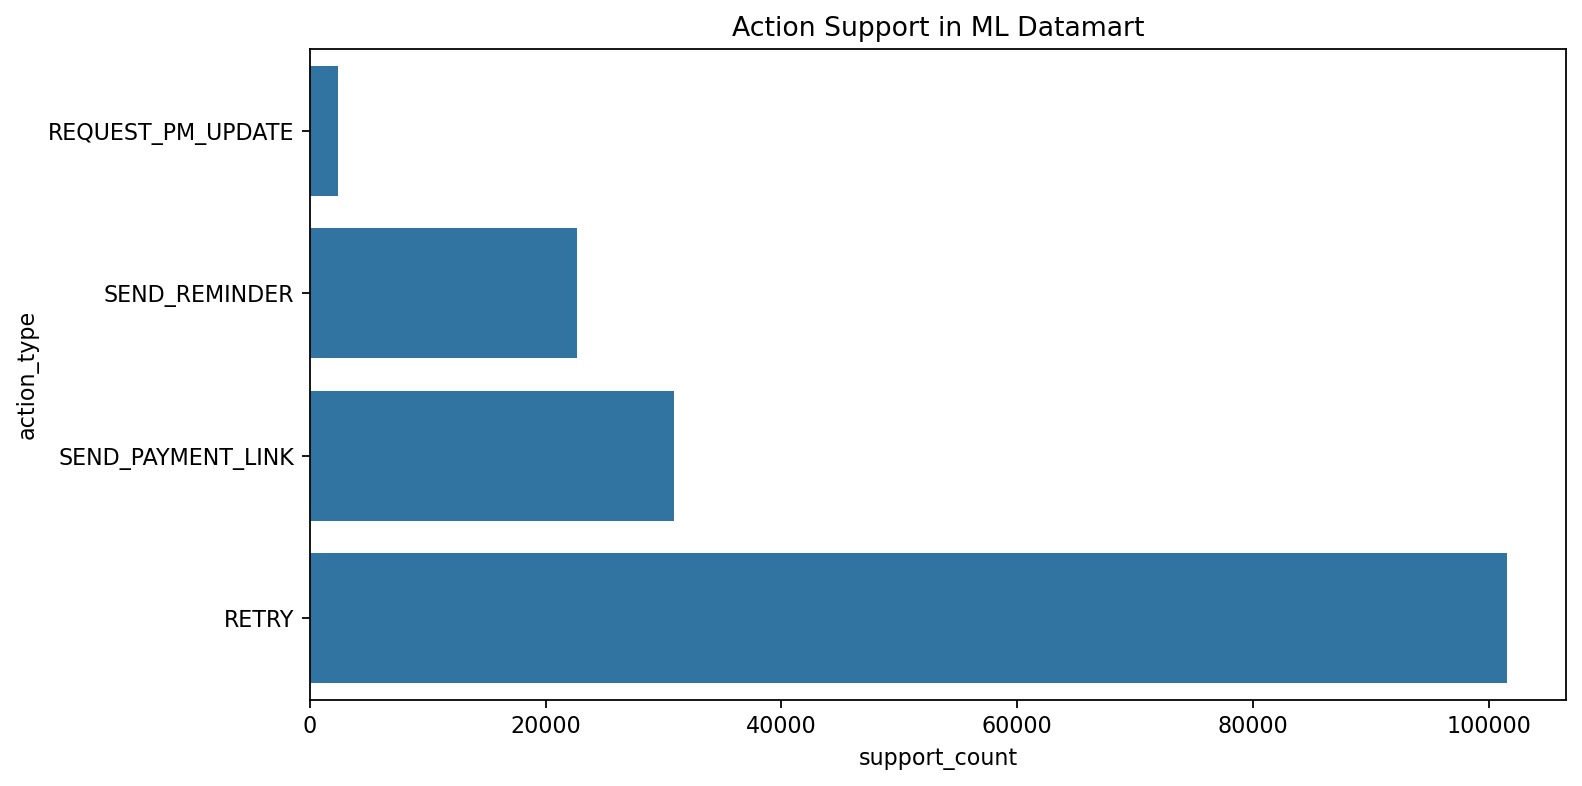 Action Support in ML Datamart
REQUEST_PM_UPDATE
SEND_REMINDER
SEND_PAYMENT_LINK
RETRY
action_type
0 20000 40000 60000 80000 100000
support_count